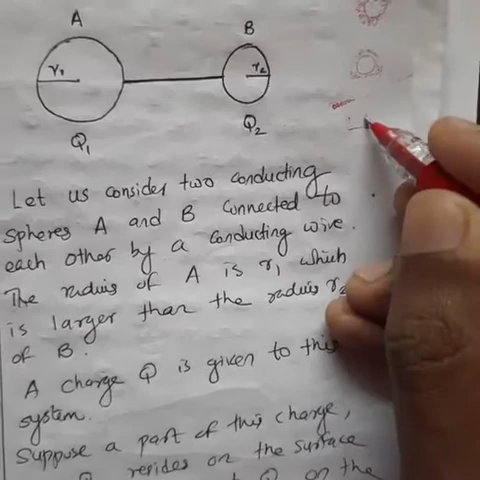 A
B
r₁
r₂
Q₁
Q₂
Let us consider two conducting
spheres A and B connected to
each other by a conducting wire.
The radius of A is r₁ which
is larger than the radius r₂
of B.
A charge Q is given to this
system.
Suppose a part of this charge,
resides on the surface
Q on the